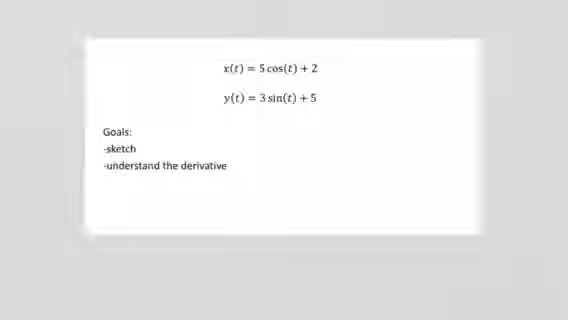 x(t) = 5 cos(t) + 2
y(t) = 3 sin(t) + 5
Goals:
-sketch
-understand the derivative